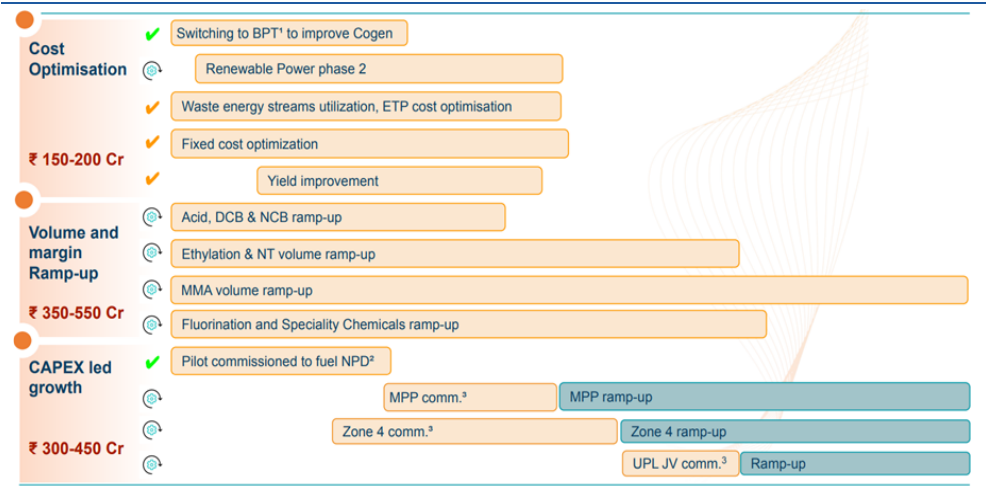 Cost
Optimisation
₹ 150-200 Cr
Switching to BPT¹ to improve Cogen
Renewable Power phase 2
Waste energy streams utilization, ETP cost optimisation
Fixed cost optimization
Yield improvement
Volume and
margin
Ramp-up
₹ 350-550 Cr
Acid, DCB & NCB ramp-up
Ethylation & NT volume ramp-up
MMA volume ramp-up
Fluorination and Speciality Chemicals ramp-up
CAPEX led
growth
₹ 300-450 Cr
Pilot commissioned to fuel NPD²
MPP comm.³ MPP ramp-up
Zone 4 comm.³ Zone 4 ramp-up
UPL JV comm.³ Ramp-up